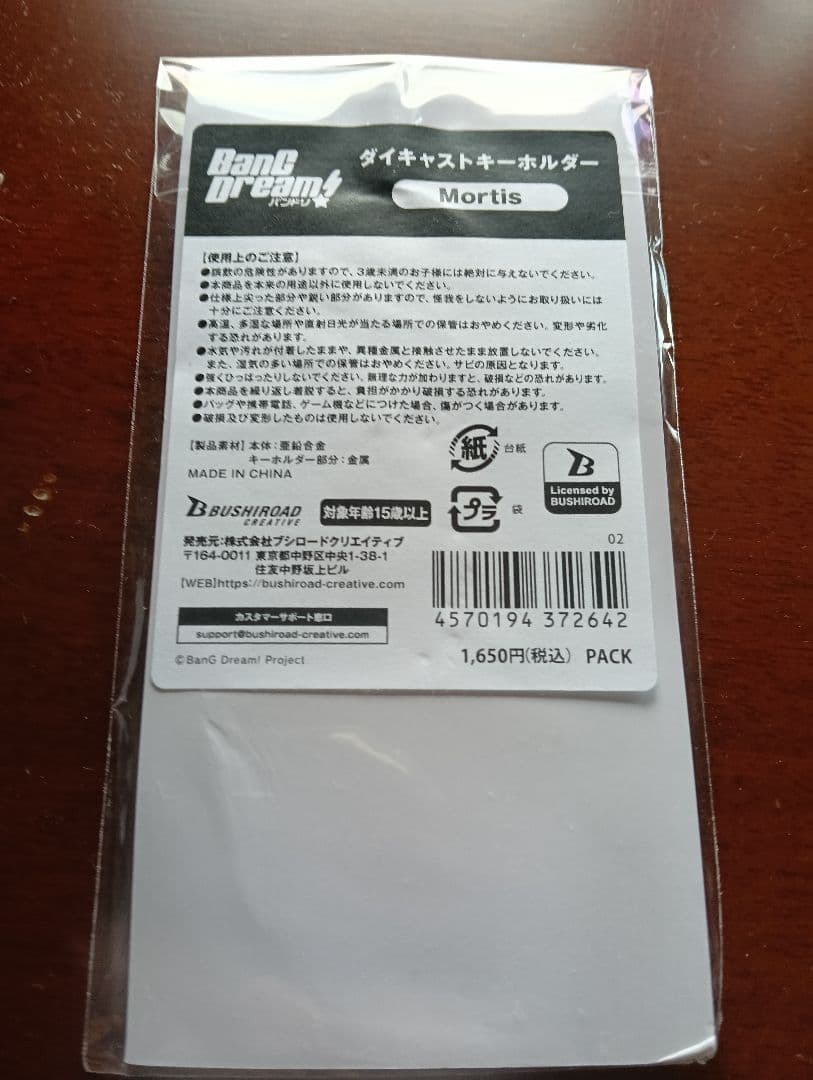 BanG Dream!
バンドリ
ダイキャストキーホルダー
Mortis
【使用上のご注意】
●誤飲の危険性がありますので、3歳未満のお子様には絶対に与えないでください。
●本商品を本来の用途以外に使用しないでください。
●仕様上尖った部分や鋭い部分がありますので、怪我をしないようにお取り扱いには
十分にご注意ください。
●高温、多湿な場所や直射日光が当たる場所での保管はおやめください。変形や劣化
する恐れがあります。
●水気や汚れが付着したままや、異種金属と接触させたまま放置しないでください。
また、湿気の多い場所での保管はおやめください。サビの原因となります。
●強くひっぱったりしないでください。無理な力が加わりますと、破損などの恐れがあります。
●本商品を繰り返し着脱すると、負担がかかり破損する恐れがあります。
●バッグや携帯電話、ゲーム機などにつけた場合、傷がつく場合があります。
●破損及び変形したものは使用しないでください。
【製品素材】本体：亜鉛合金
キーホルダー部分：金属
MADE IN CHINA
紙 台紙
プラ 袋
B
Licensed by
BUSHIROAD
BUSHIROAD
CREATIVE
対象年齢15歳以上
発売元：株式会社ブシロードクリエイティブ
〒164-0011 東京都中野区中央1-38-1
住友中野坂上ビル
【WEB】https://bushiroad-creative.com
カスタマーサポート窓口
support@bushiroad-creative.com
©BanG Dream! Project
02
4570194 372642
1,650円(税込) PACK